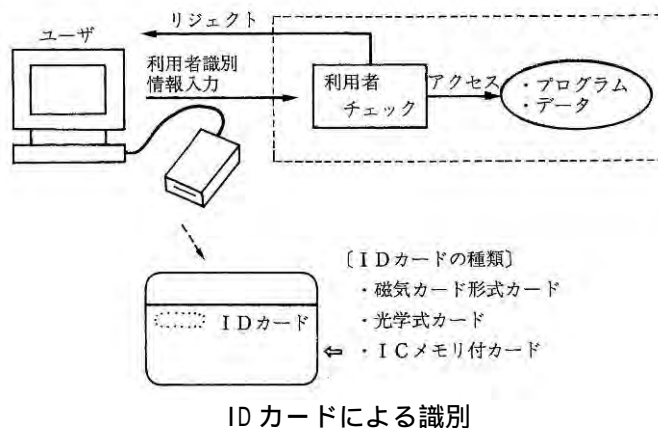 リジェクト
ユーザ
利用者識別
情報入力
利用者
チェック
アクセス
・プログラム
・データ
〔IDカードの種類〕
・磁気カード形式カード
・光学式カード
⇦ ・ICメモリ付カード
IDカード
IDカードによる識別